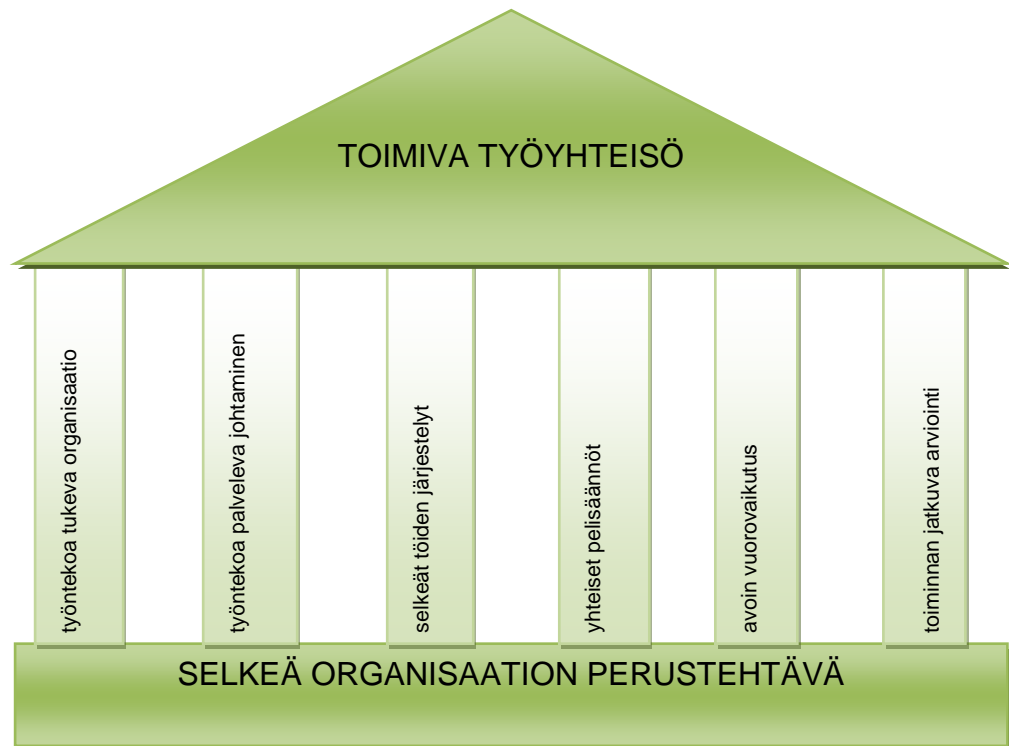 TOIMIVA TYÖYHTEISÖ
työntekoa tukeva organisaatio
työntekoa palveleva johtaminen
selkeät töiden järjestelyt
yhteiset pelisäännöt
avoin vuorovaikutus
toiminnan jatkuva arviointi
SELKEÄ ORGANISAATION PERUSTEHTÄVÄ